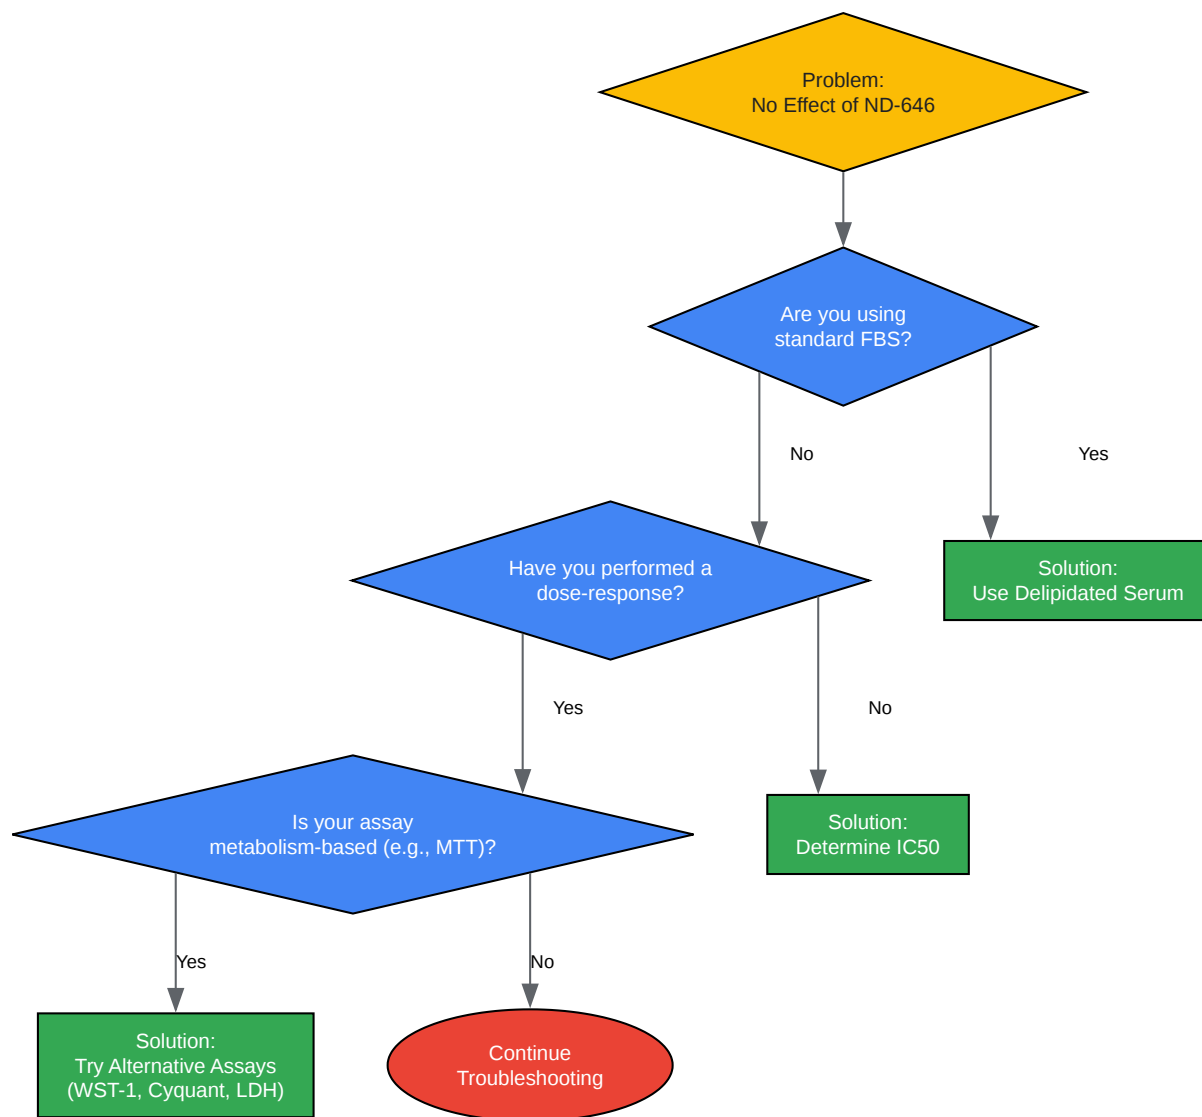 Problem:
No Effect of ND-646
Are you using
standard FBS?
No
Yes
Have you performed a
dose-response?
Solution:
Use Delipidated Serum
Yes
No
Is your assay
metabolism-based (e.g., MTT)?
Solution:
Determine IC50
Yes
No
Solution:
Try Alternative Assays
(WST-1, Cyquant, LDH)
Continue
Troubleshooting